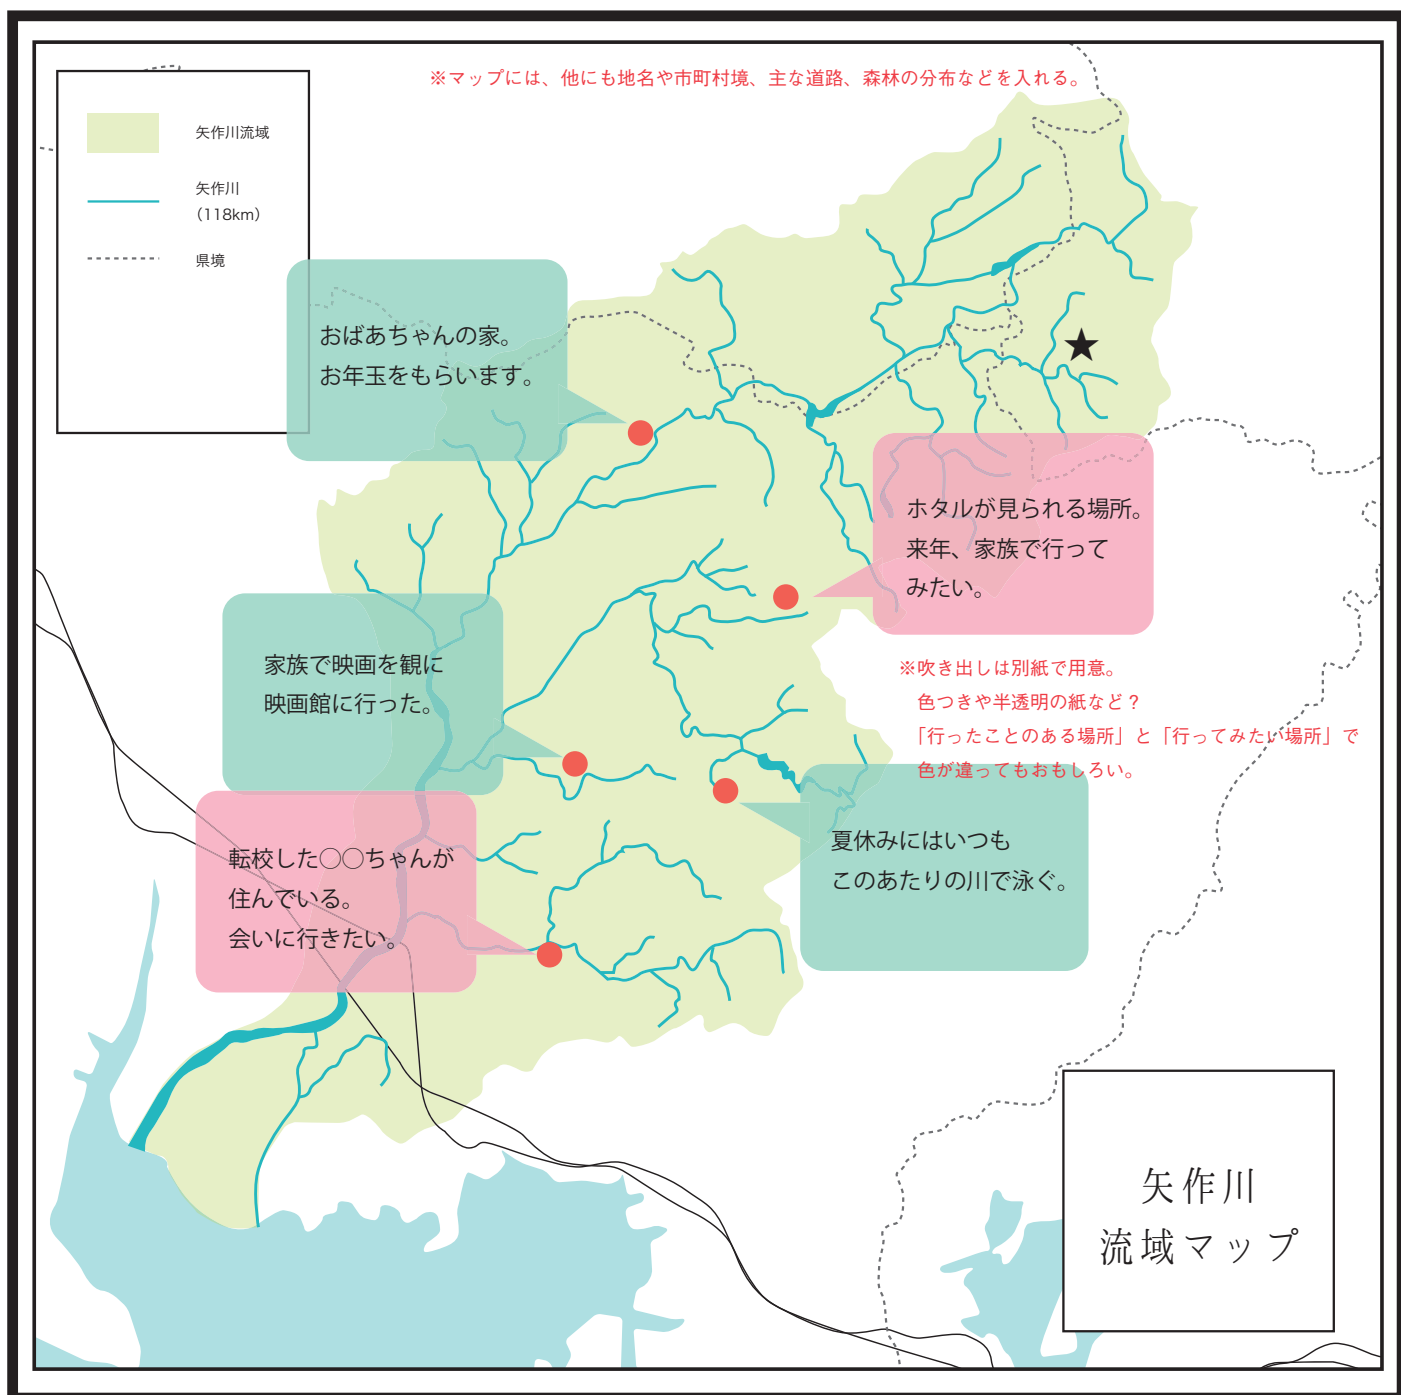 ※マップには、他にも地名や市町村境、主な道路、森林の分布などを入れる。
矢作川流域
矢作川
（118km）
県境
おばあちゃんの家。
お年玉をもらいます。
ホタルが見られる場所。
来年、家族で行って
みたい。
家族で映画を観に
映画館に行った。
※吹き出しは別紙で用意。
色つきや半透明の紙など？
「行ったことのある場所」と「行ってみたい場所」で
色が違ってもおもしろい。
転校した○○ちゃんが
住んでいる。
会いに行きたい。
夏休みにはいつも
このあたりの川で泳ぐ。
矢作川
流域マップ